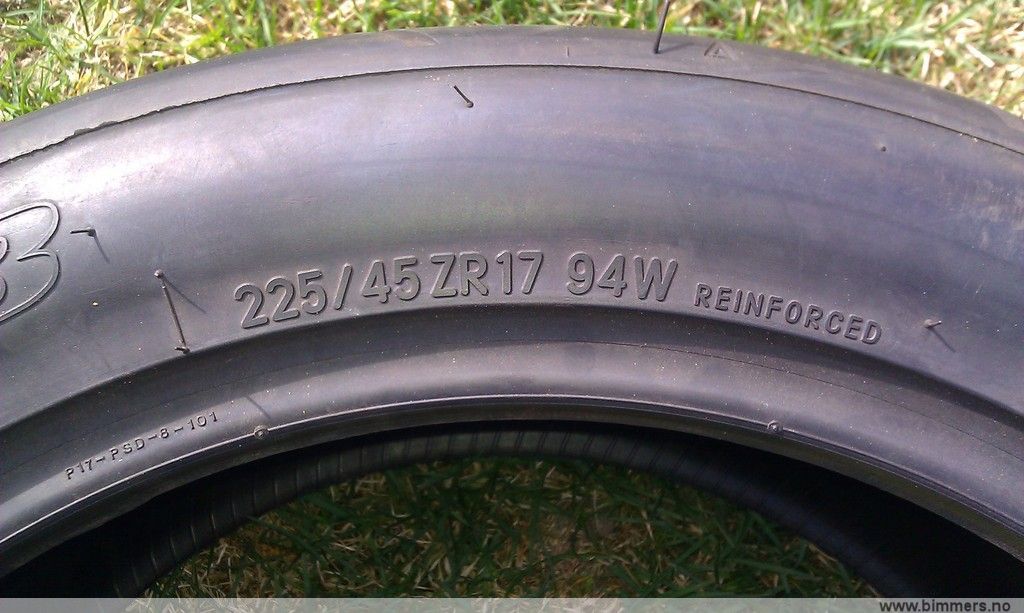 225/45ZR17 94W REINFORCED
P17-PSD-8-101
www.bimmers.no